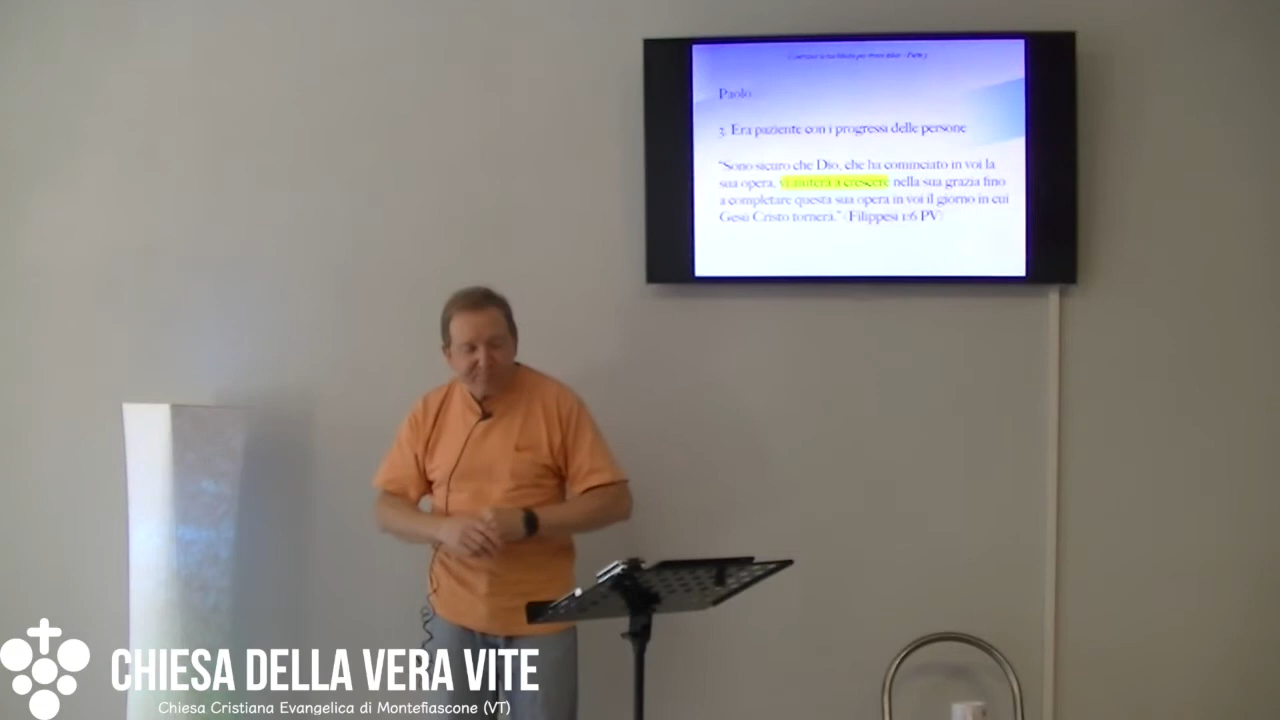 Paolo
3. Era paziente con i progressi delle persone
"Sono sicuro che Dio, che ha cominciato in voi la
sua opera, vi aiuterà a crescere nella sua grazia fino
a completare questa sua opera in voi il giorno in cui
Gesù Cristo tornerà." (Filippesi 1:6 PV)
CHIESA DELLA VERA VITE
Chiesa Cristiana Evangelica di Montefiascone (VT)